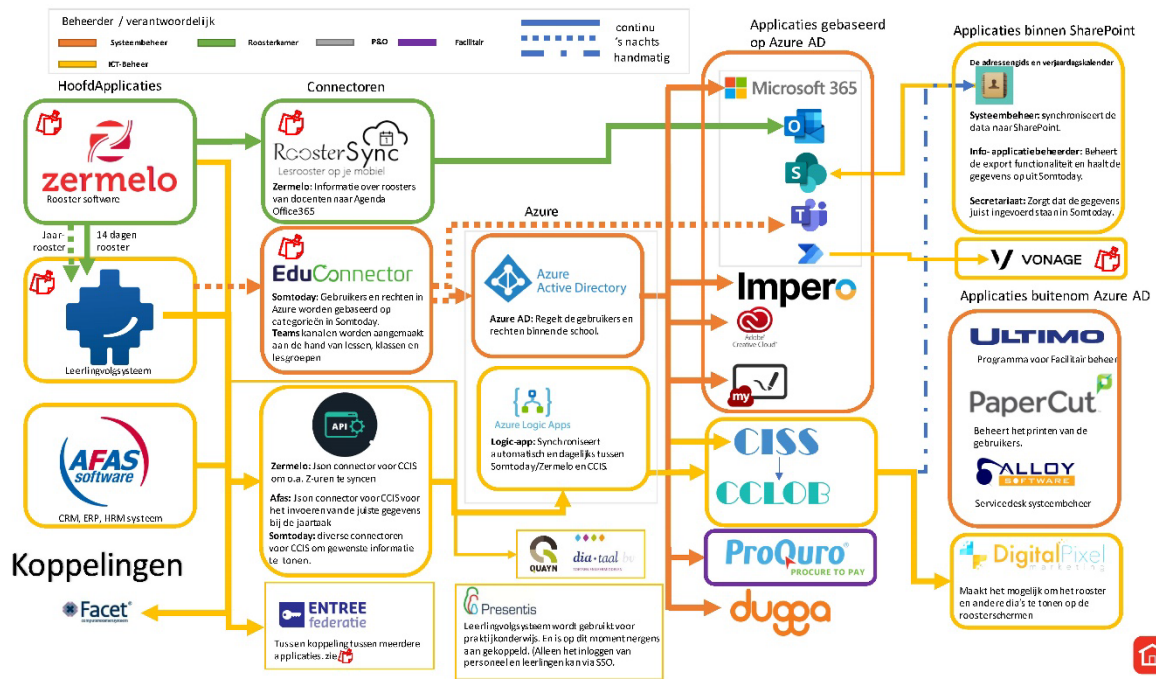 Beheerder / verantwoordelijk
Systeembeheer
Roosterkamer
P&O
Facilitair
ICT-Beheer
continu
's nachts
handmatig
HoofdApplicaties
Connectoren
Applicaties gebaseerd
op Azure AD
Applicaties binnen SharePoint
zermelo
Rooster software
Jaar-
rooster
14 dagen
rooster
Leerlingvolgsysteem
AFAS
software
CRM, ERP, HRM systeem
Koppelingen
Facet
RoosterSync
Lesrooster op je mobiel
Zermelo: Informatie over roosters
van docenten naar Agenda
Office365
EduConnector
Somtoday: Gebruikers en rechten in
Azure worden gebaseerd op
categorieën in Somtoday.
Teams kanalen worden aangemaakt
aan de hand van lessen, klassen en
lesgroepen
API
Zermelo: Json connector voor CCIS
om o.a. Z-uren te syncen
Afas: Json connector voor CCIS voor
het invoeren van de juiste gegevens
bij de jaartaak
Somtoday: diverse connectoren
voor CCIS om gewenste informatie
te tonen.
ENTREE
federatie
Tussen koppeling tussen meerdere
applicaties. zie
Azure
Azure
Active Directory
Azure AD: Regelt de gebruikers en
rechten binnen de school.
Azure Logic Apps
Logic-app: Synchroniseert
automatisch en dagelijks tussen
Somtoday/Zermelo en CCIS.
QUAYN
dia-taal bv
Presentis
Leerlingvolgsysteem wordt gebruikt voor
praktijkonderwijs. En is op dit moment nergens
aan gekoppeld. (Alleen het inloggen van
personeel en leerlingen kan via SSO.
Microsoft 365
O
S
T
Impero
Adobe
Creative Cloud
my
CISS
CCLOB
ProQuro
PROCURE TO PAY
dugga
De adressengids en verjaardagskalender
Systeembeheer: synchroniseert de
data naar SharePoint.
Info- applicatiebeheerder: Beheert
de export functionaliteit en haalt de
gegevens op uit Somtoday.
Secretariaat: Zorgt dat de gegevens
juist ingevoerd staan in Somtoday.
VONAGE
Applicaties buitenom Azure AD
ULTIMO
Programma voor Facilitair beheer
PaperCut
Beheert het printen van de
gebruikers.
ALLOY
SOFTWARE
Servicedesk systeembeheer
DigitalPixel
marketing
Maakt het mogelijk om het rooster
en andere dia's te tonen op de
roosterschermen